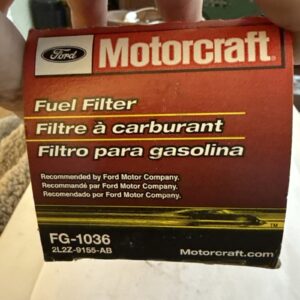 Ford
Motorcraft®
Fuel Filter
Filtre à carburant
Filtro para gasolina
Recommended by Ford Motor Company.
Recommandé par Ford Motor Company.
Recomendado por Ford Motor Company.
TM
FG-1036
2L2Z-9155-AB
Motorcraft.com